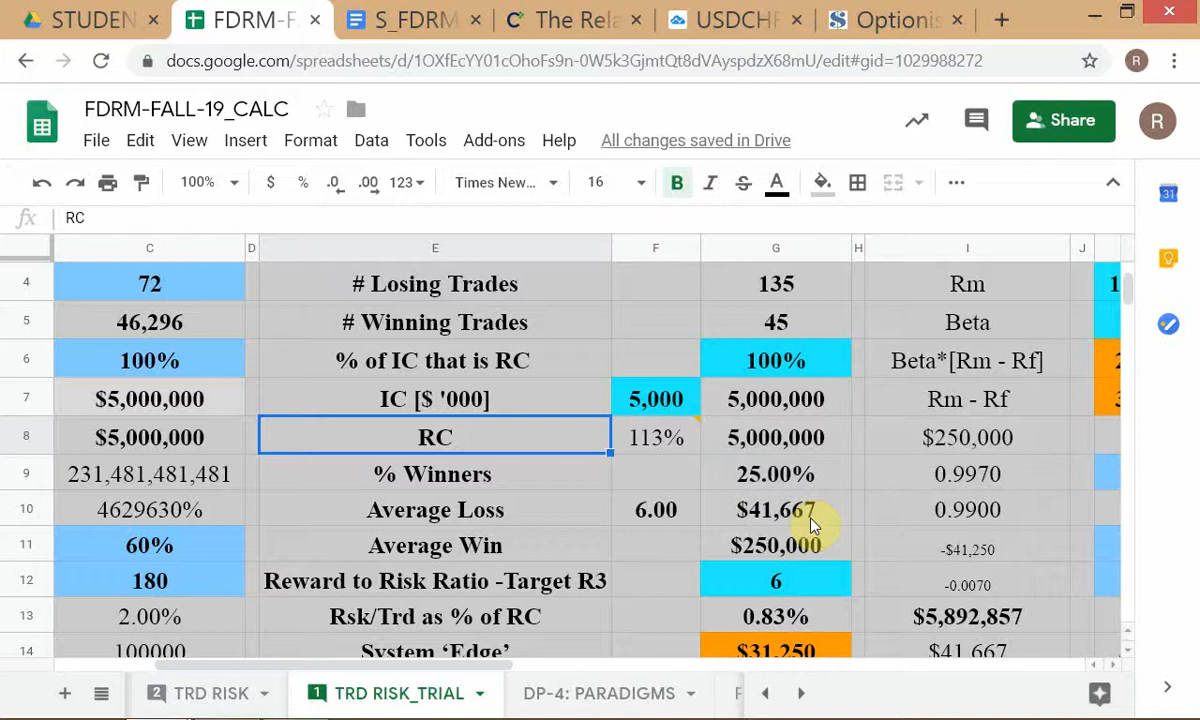 STUDEN
FDRM-F
S_FDRM
The Rela
USDCHF
Optionis
docs.google.com/spreadsheets/d/1OXfEcYY01cOhoFs9n-0W5k3GjmtQt8dVAyspdzX68mU/edit#gid=1029988272
R
FDRM-FALL-19_CALC
Share
R
File Edit View Insert Format Data Tools Add-ons Help All changes saved in Drive
100% $ % .0 .00 123 Times New... 16 B I S A
31
fx RC
C D E F G H I J
4 72 # Losing Trades 135 Rm 1
5 46,296 # Winning Trades 45 Beta
6 100% % of IC that is RC 100% Beta*[Rm - Rf]
7 $5,000,000 IC [$ '000] 5,000 5,000,000 Rm - Rf
8 $5,000,000 RC 113% 5,000,000 $250,000
9 231,481,481,481 % Winners 25.00% 0.9970
10 4629630% Average Loss 6.00 $41,667 0.9900
11 60% Average Win $250,000 -$41,250
12 180 Reward to Risk Ratio -Target R3 6 -0.0070
13 2.00% Rsk/Trd as % of RC 0.83% $5,892,857
14 100000 System ‘Edge’ $31,250 $41,667
2 TRD RISK 1 TRD RISK_TRIAL DP-4: PARADIGMS